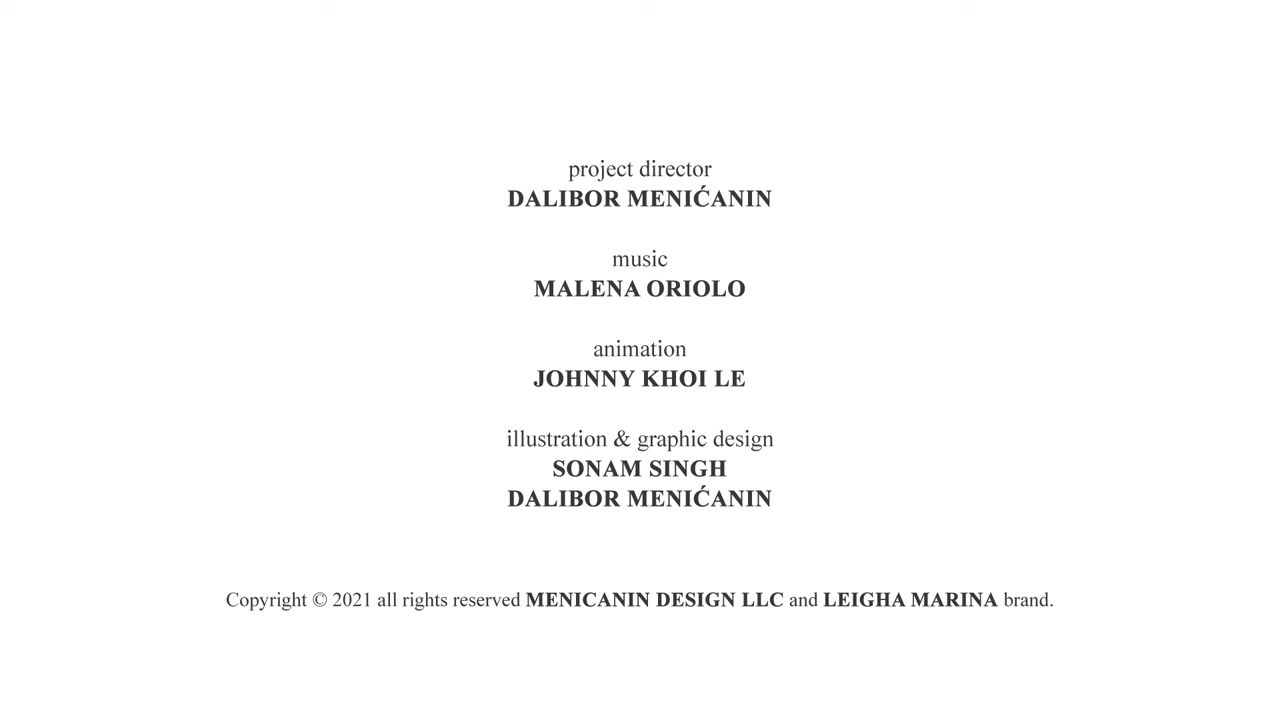 project director
DALIBOR MENIĆANIN
music
MALENA ORIOLO
animation
JOHNNY KHOI LE
illustration & graphic design
SONAM SINGH
DALIBOR MENIĆANIN
Copyright © 2021 all rights reserved MENICANIN DESIGN LLC and LEIGHA MARINA brand.